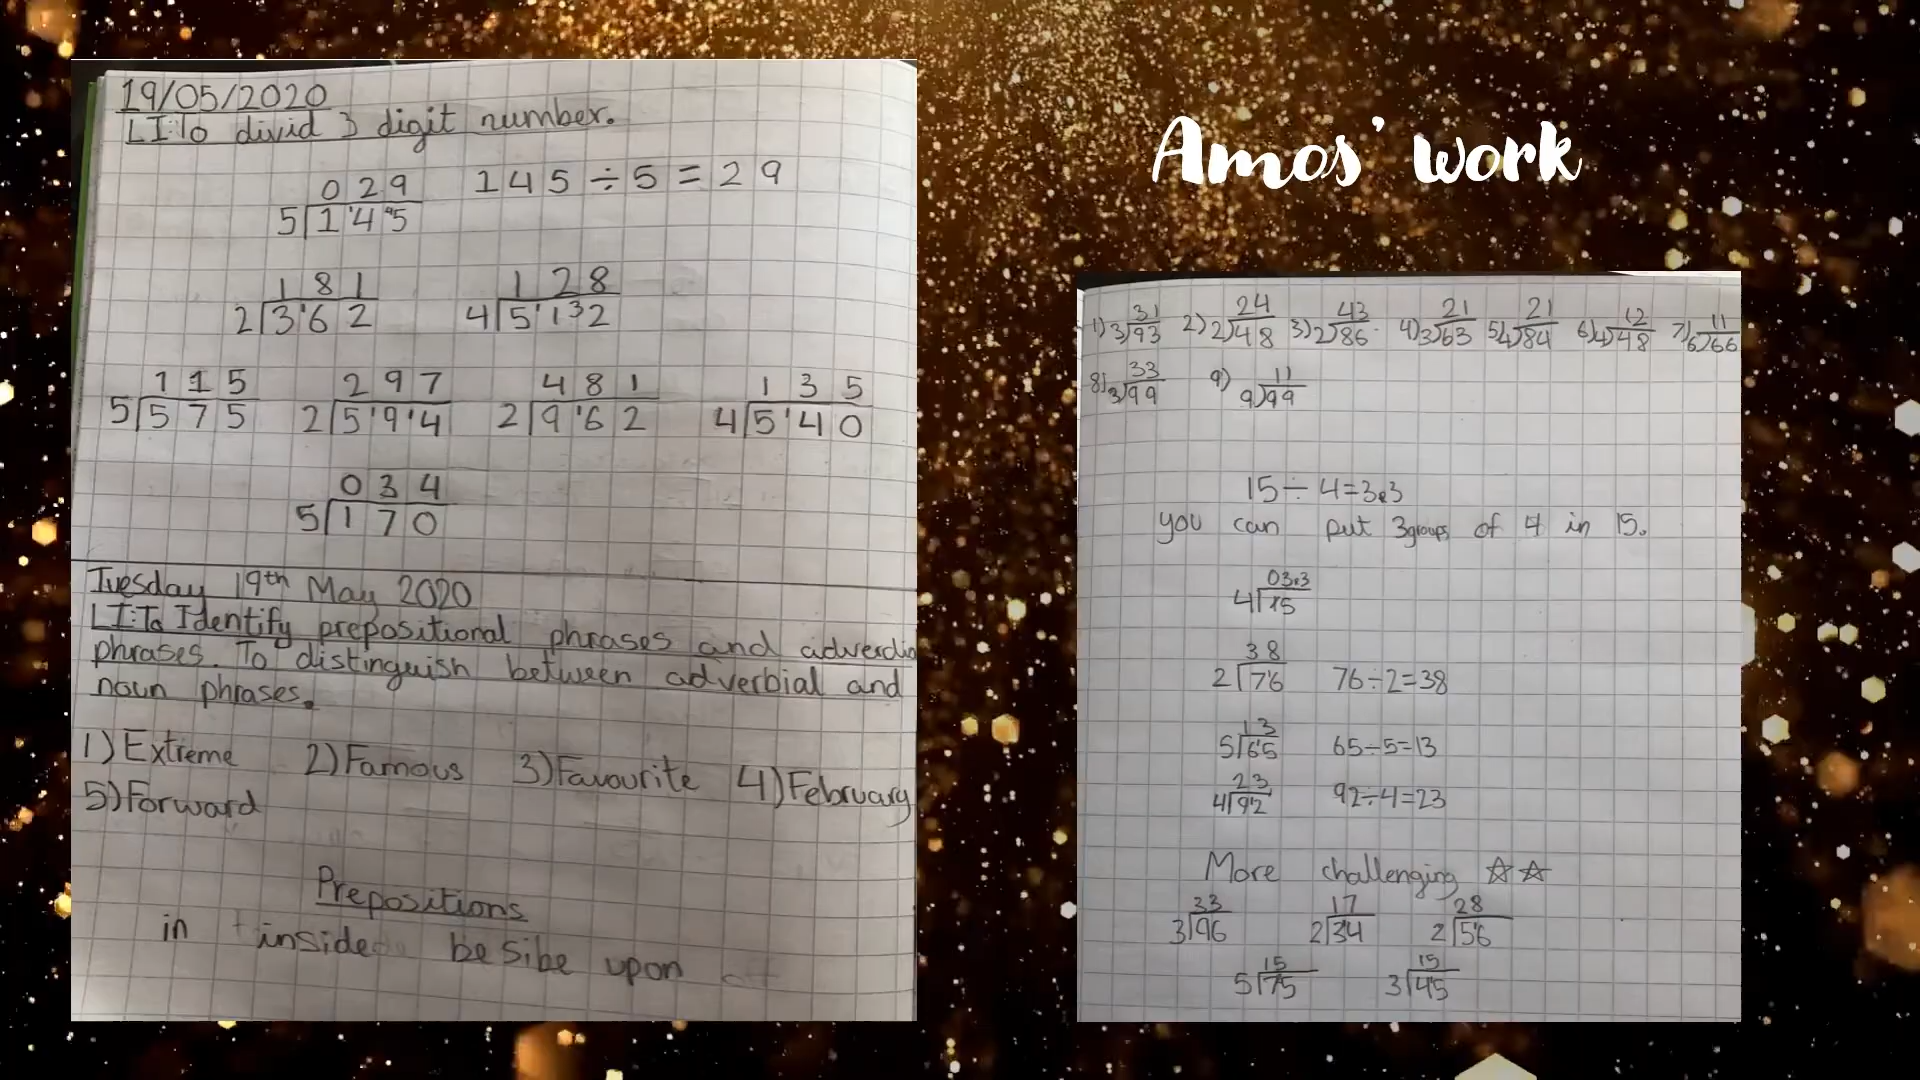 Amos' work
19/05/2020
LI:To divid 3 digit number.
029
5 145
145÷5=29
181
2 362
128
4 5132
115
5 575
297
2 594
481
2 962
135
4 540
034
5 170
Tuesday 19th May 2020
LI:To Identify prepositional phrases and
phrases. To distinguish between adverbial and
noun phrases.
1)Extreme 2)Famous 3)Favourite 4)February
5)Forward
Prepositions
in inside besibe upon
31 24 43 21 21 12 11
1)3)93 2)2)48 3)2)86 4)3)63 5)4)84 6)4)48 7)6)66
33 11
8)3)99 9)9)99
15÷4=3r3
you can put 3groups of 4 in 15.
03r3
4 15
38
2 76 76÷2=38
13
5 65 65÷5=13
23
4 92 92÷4=23
More challenging ☆☆
33 17 28
3 96 2 34 2 56
15 15
5 75 3 45